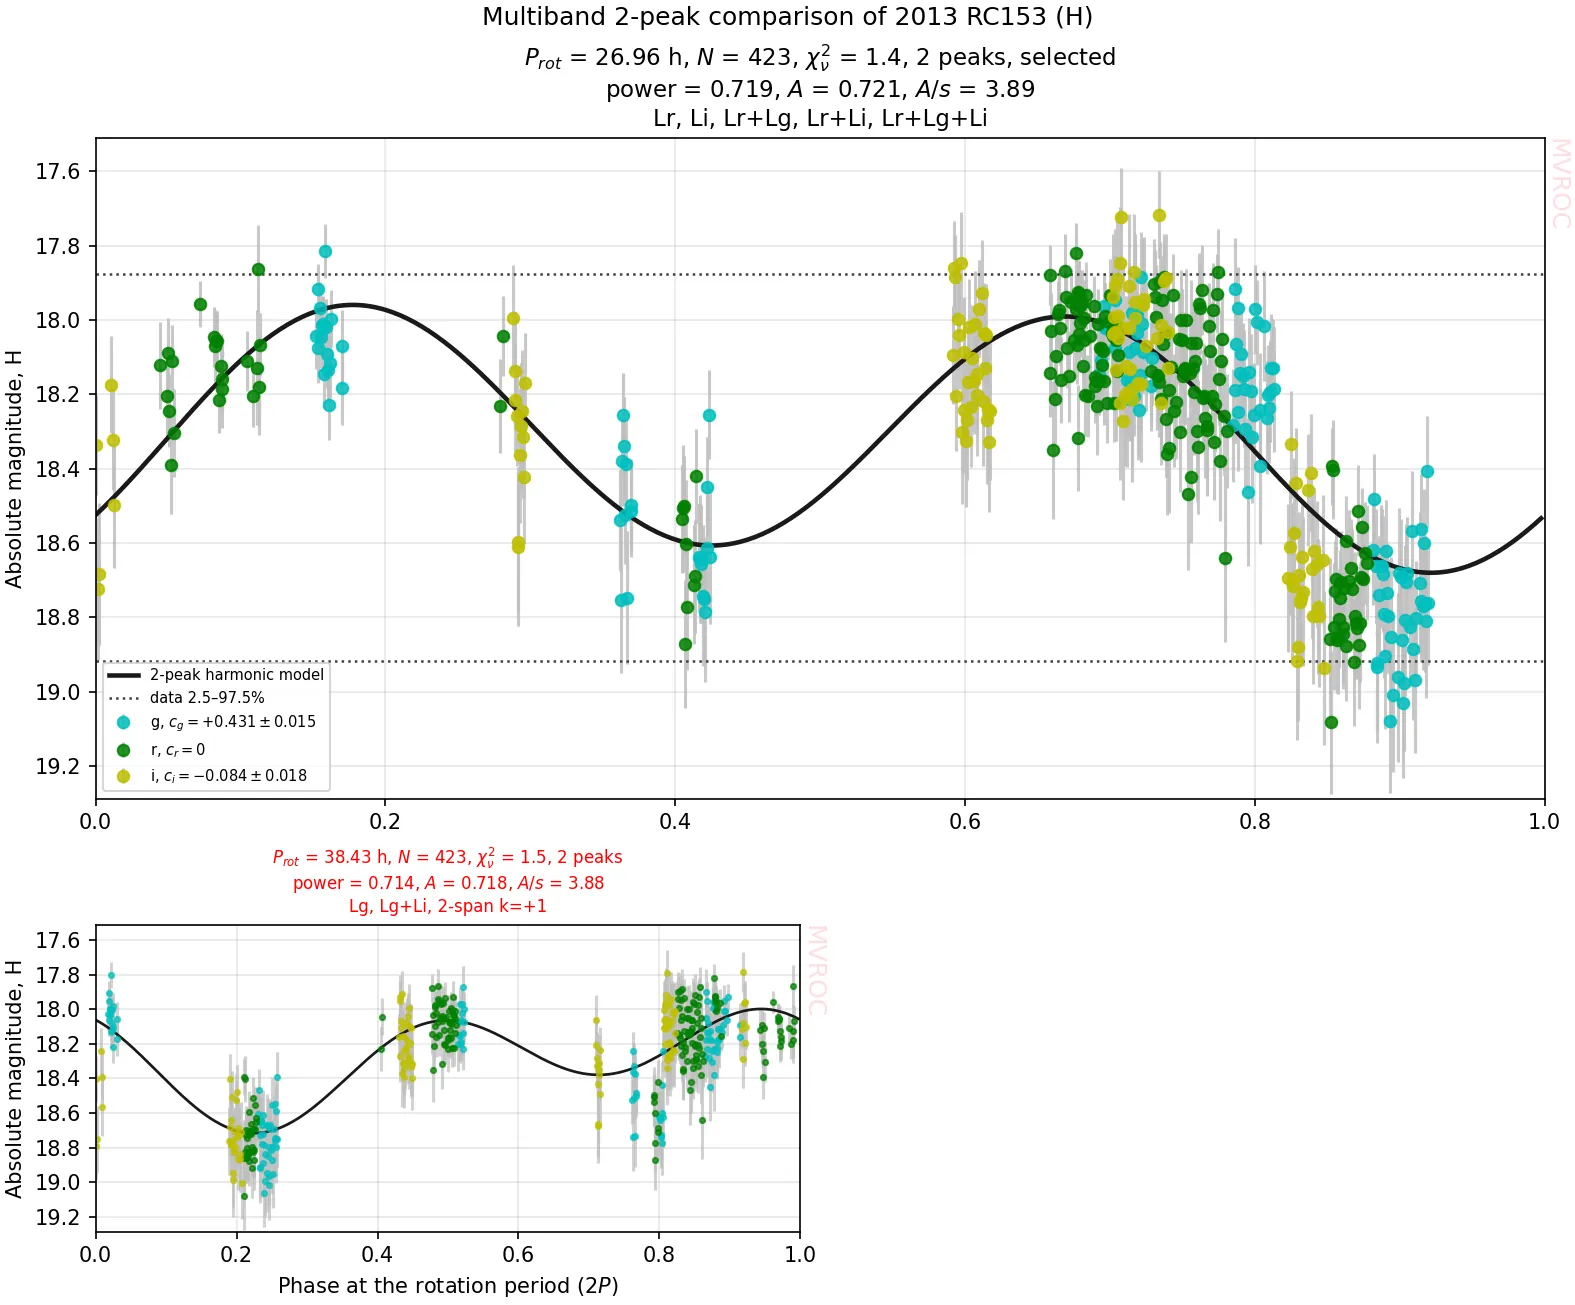 Multiband 2-peak comparison of 2013 RC153 (H)
P_rot = 26.96 h, N = 423, χ²_ν = 1.4, 2 peaks, selected
power = 0.719, A = 0.721, A/s = 3.89
Lr, Li, Lr+Lg, Lr+Li, Lr+Lg+Li
MVROC
Absolute magnitude, H
17.6
17.8
18.0
18.2
18.4
18.6
18.8
19.0
19.2
2-peak harmonic model
data 2.5–97.5%
g, c_g = +0.431 ± 0.015
r, c_r = 0
i, c_i = −0.084 ± 0.018
0.0 0.2 0.4 0.6 0.8 1.0
P_rot = 38.43 h, N = 423, χ²_ν = 1.5, 2 peaks
power = 0.714, A = 0.718, A/s = 3.88
Lg, Lg+Li, 2-span k=+1
MVROC
Absolute magnitude, H
17.6
17.8
18.0
18.2
18.4
18.6
18.8
19.0
19.2
0.0 0.2 0.4 0.6 0.8 1.0
Phase at the rotation period (2P)